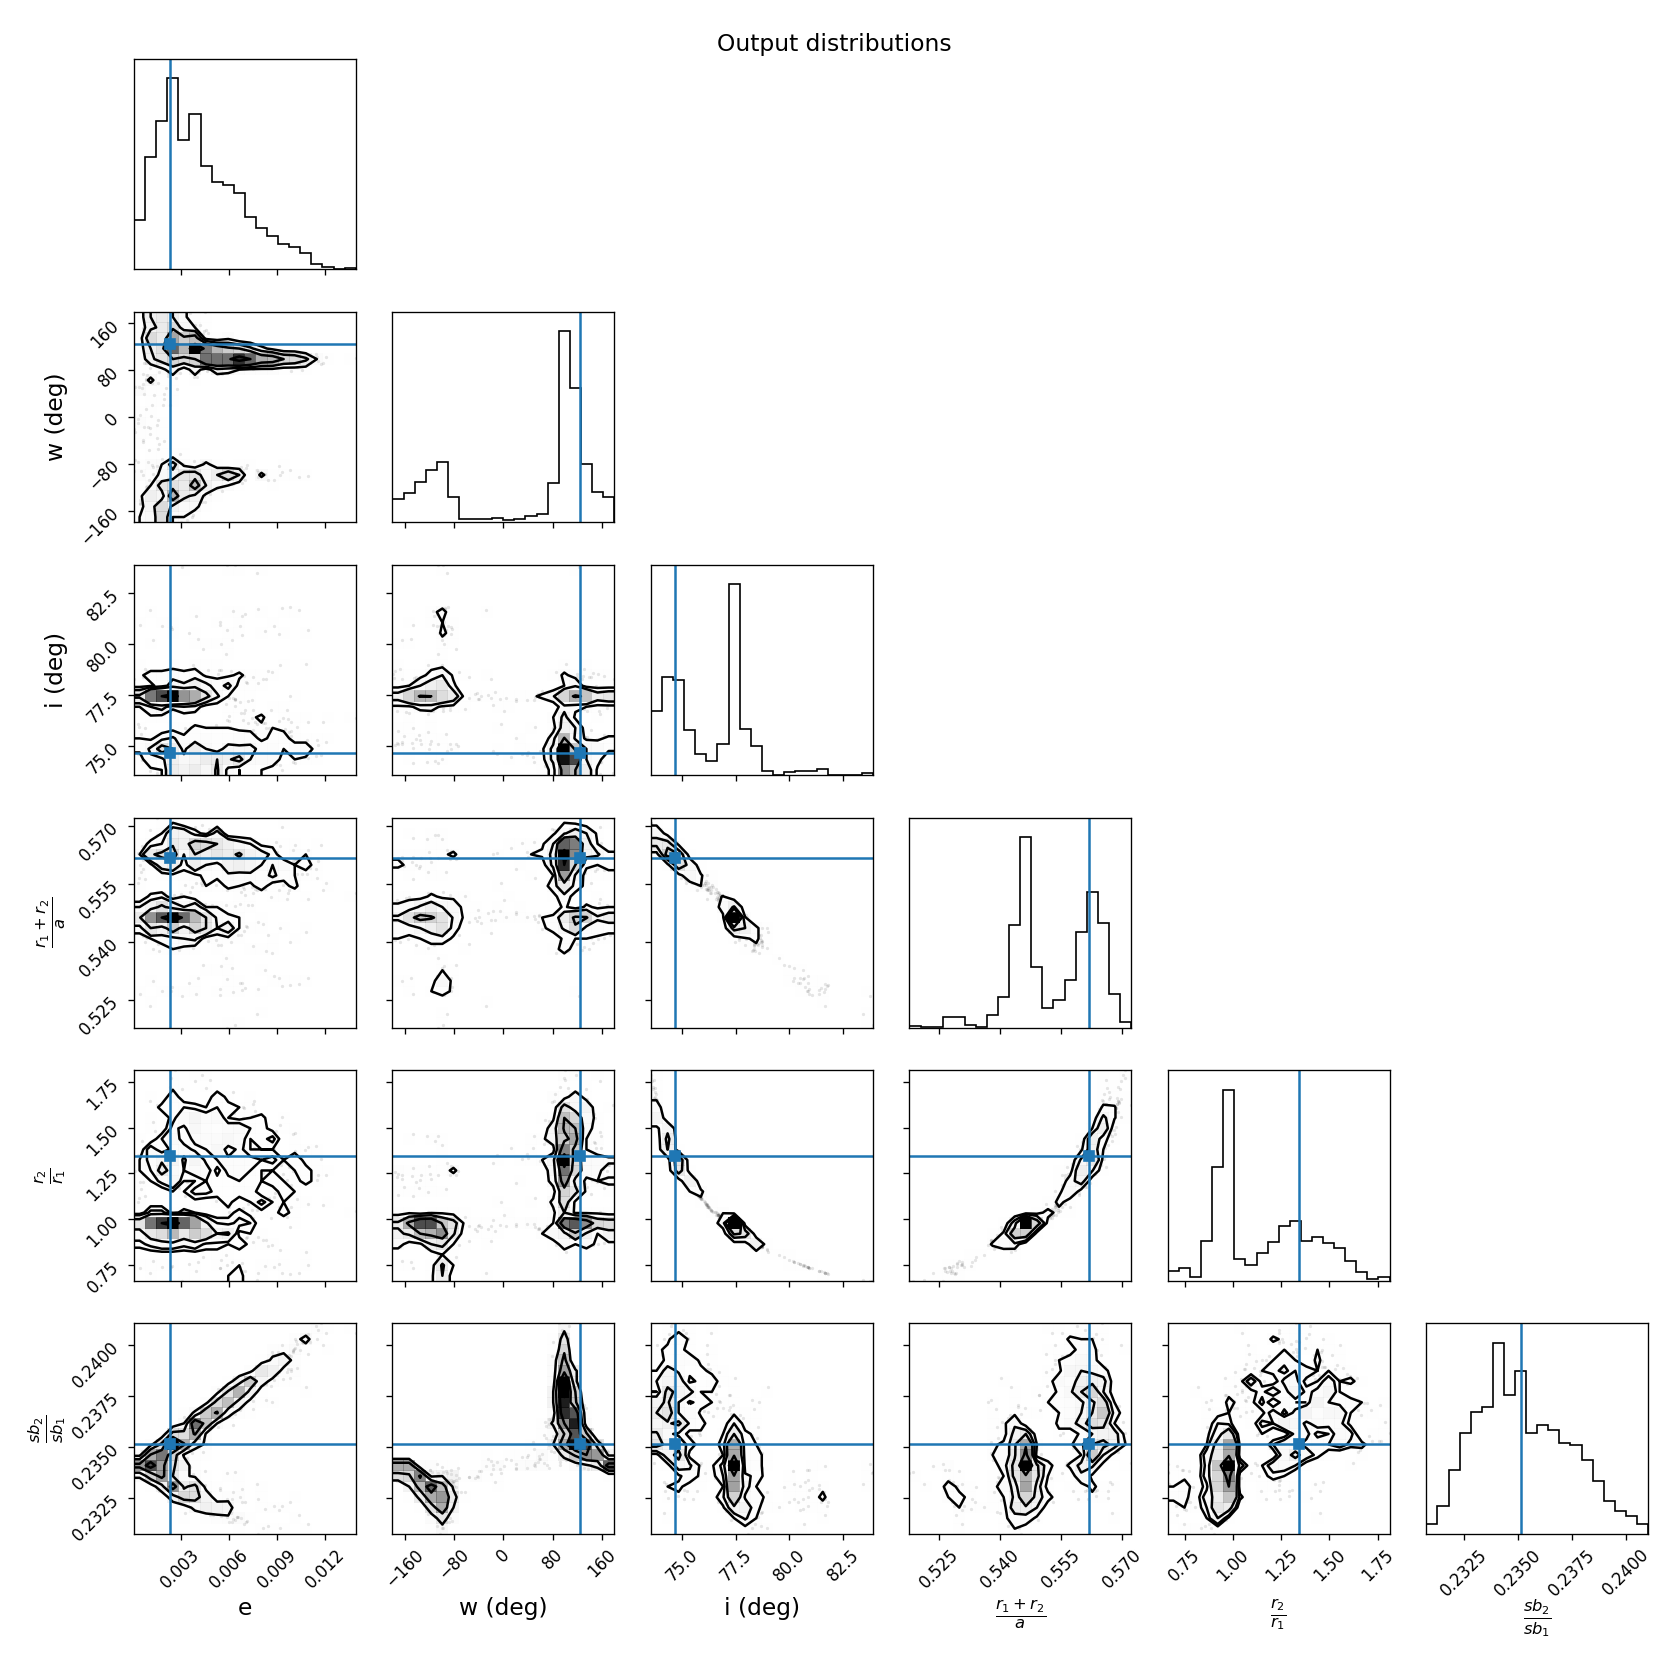 Output distributions
160
80
0
−80
−160
w (deg)
82.5
80.0
77.5
75.0
i (deg)
0.570
0.555
0.540
0.525
r₁ + r₂
a
1.75
1.50
1.25
1.00
0.75
r₂
r₁
0.2400
0.2375
0.2350
0.2325
sb₂
sb₁
0.003 0.006 0.009 0.012 −160 −80 0 80 160 75.0 77.5 80.0 82.5 0.525 0.540 0.555 0.570 0.75 1.00 1.25 1.50 1.75 0.2325 0.2350 0.2375 0.2400
e w (deg) i (deg) r₁ + r₂ r₂ sb₂
a r₁ sb₁